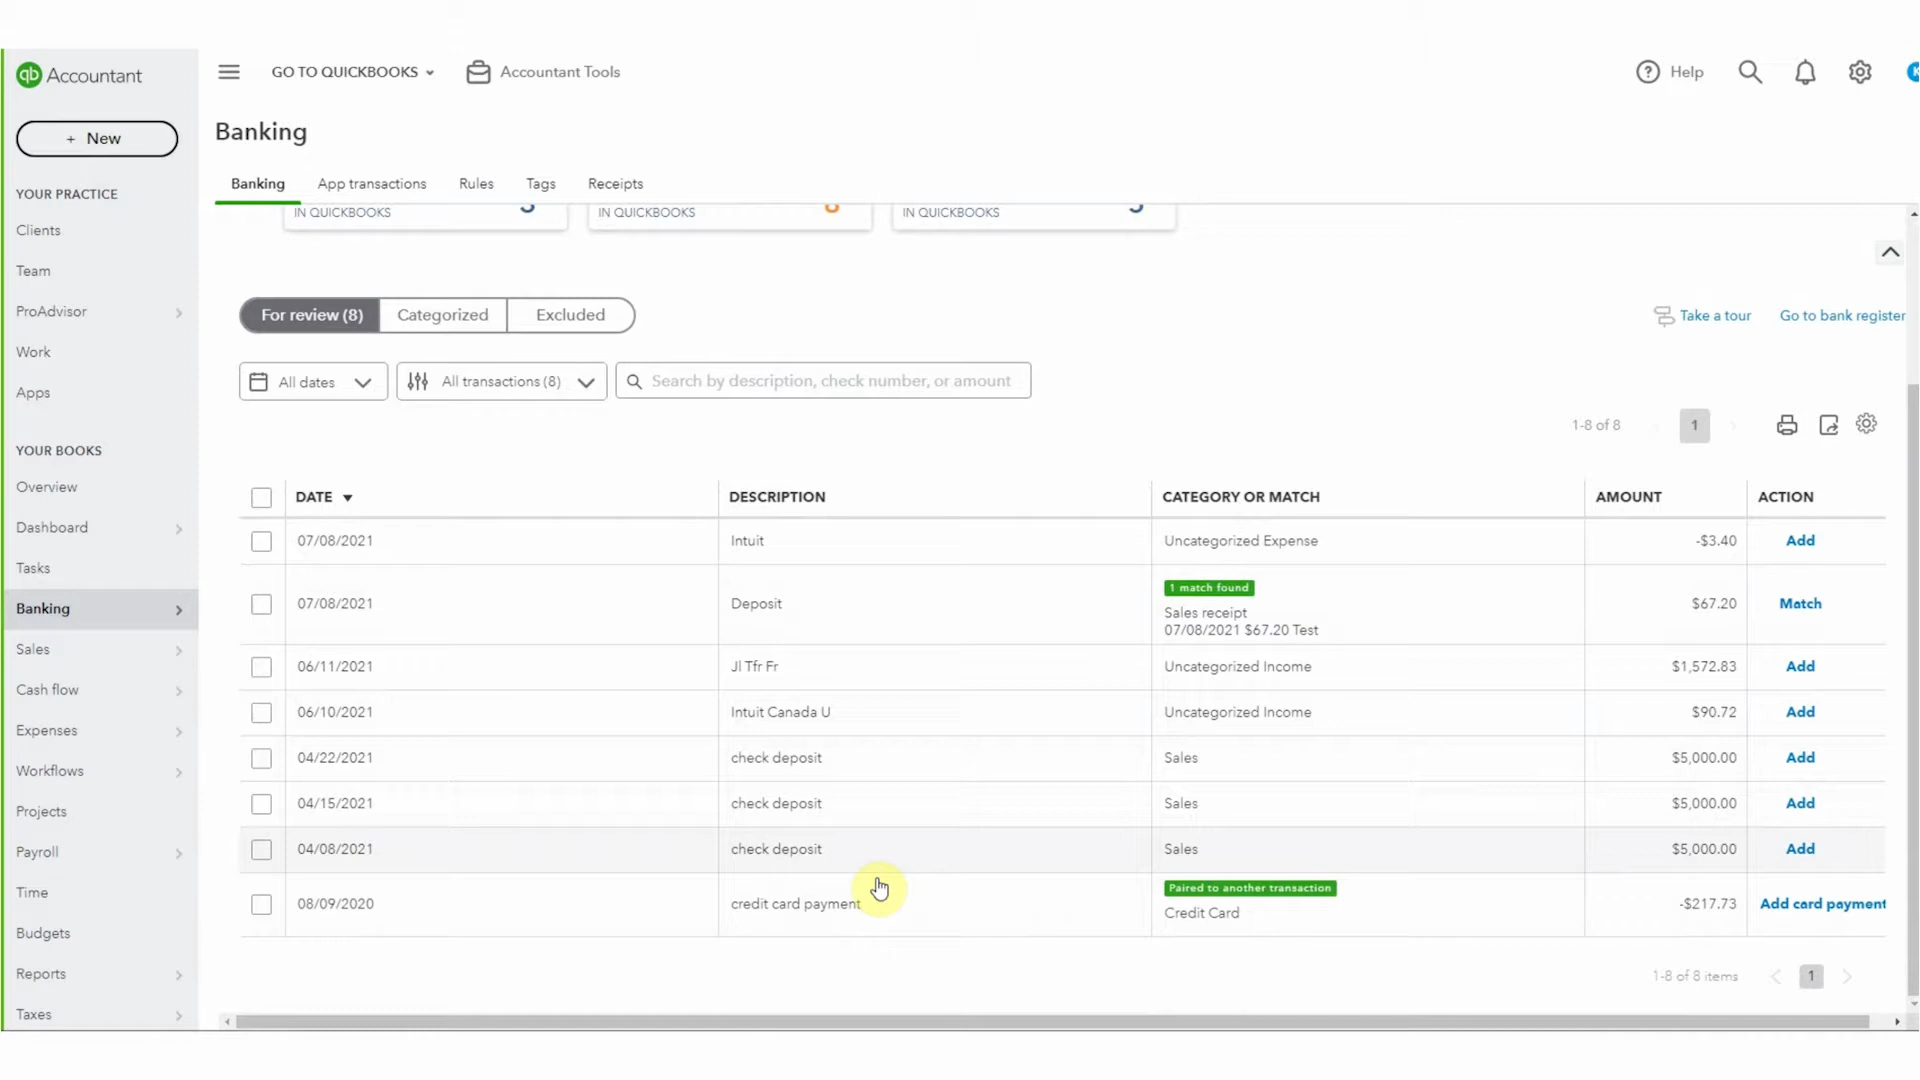 qb Accountant
GO TO QUICKBOOKS
Accountant Tools
Help
K
+ New
Banking
Banking
App transactions
Rules
Tags
Receipts
YOUR PRACTICE
Clients
Team
ProAdvisor
Work
Apps
YOUR BOOKS
Overview
Dashboard
Tasks
Banking
Sales
Cash flow
Expenses
Workflows
Projects
Payroll
Time
Budgets
Reports
Taxes
IN QUICKBOOKS
IN QUICKBOOKS
IN QUICKBOOKS
For review (8)
Categorized
Excluded
Take a tour
Go to bank register
All dates
All transactions (8)
Search by description, check number, or amount
1-8 of 8
1
DATE DESCRIPTION CATEGORY OR MATCH AMOUNT ACTION
07/08/2021 Intuit Uncategorized Expense -$3.40 Add
1 match found
07/08/2021 Deposit Sales receipt $67.20 Match
07/08/2021 $67.20 Test
06/11/2021 Jl Tfr Fr Uncategorized Income $1,572.83 Add
06/10/2021 Intuit Canada U Uncategorized Income $90.72 Add
04/22/2021 check deposit Sales $5,000.00 Add
04/15/2021 check deposit Sales $5,000.00 Add
04/08/2021 check deposit Sales $5,000.00 Add
Paired to another transaction
08/09/2020 credit card payment Credit Card -$217.73 Add card payment
1-8 of 8 items
1